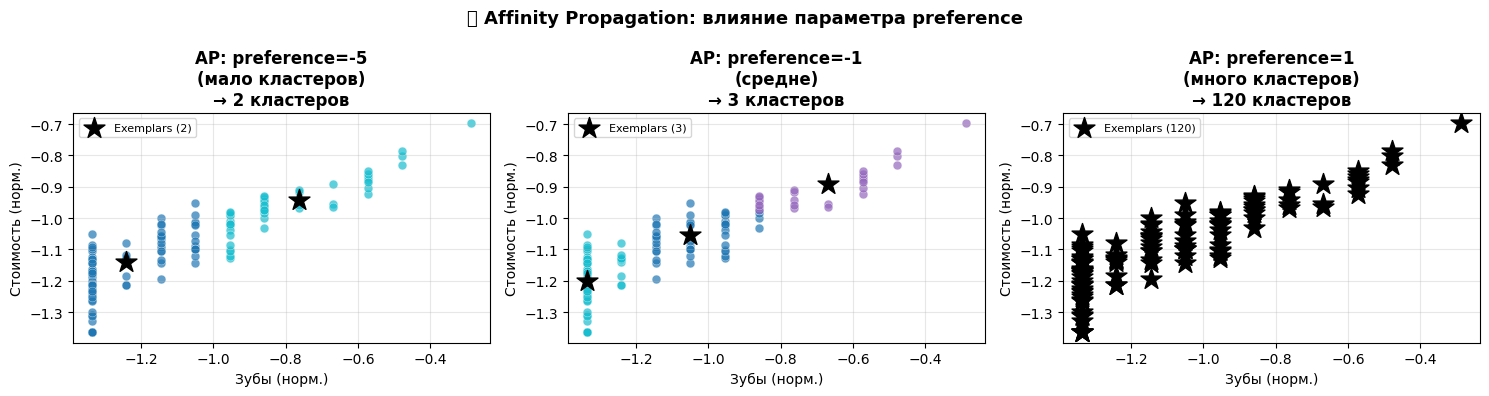 Affinity Propagation: влияние параметра preference
AP: preference=-5
(мало кластеров)
→ 2 кластеров
Exemplars (2)
−0.7
−0.8
−0.9
−1.0
−1.1
−1.2
−1.3
Стоимость (норм.)
−1.2
−1.0
−0.8
−0.6
−0.4
Зубы (норм.)
AP: preference=-1
(средне)
→ 3 кластеров
Exemplars (3)
−0.7
−0.8
−0.9
−1.0
−1.1
−1.2
−1.3
Стоимость (норм.)
−1.2
−1.0
−0.8
−0.6
−0.4
Зубы (норм.)
AP: preference=1
(много кластеров)
→ 120 кластеров
Exemplars (120)
−0.7
−0.8
−0.9
−1.0
−1.1
−1.2
−1.3
Стоимость (норм.)
−1.2
−1.0
−0.8
−0.6
−0.4
Зубы (норм.)